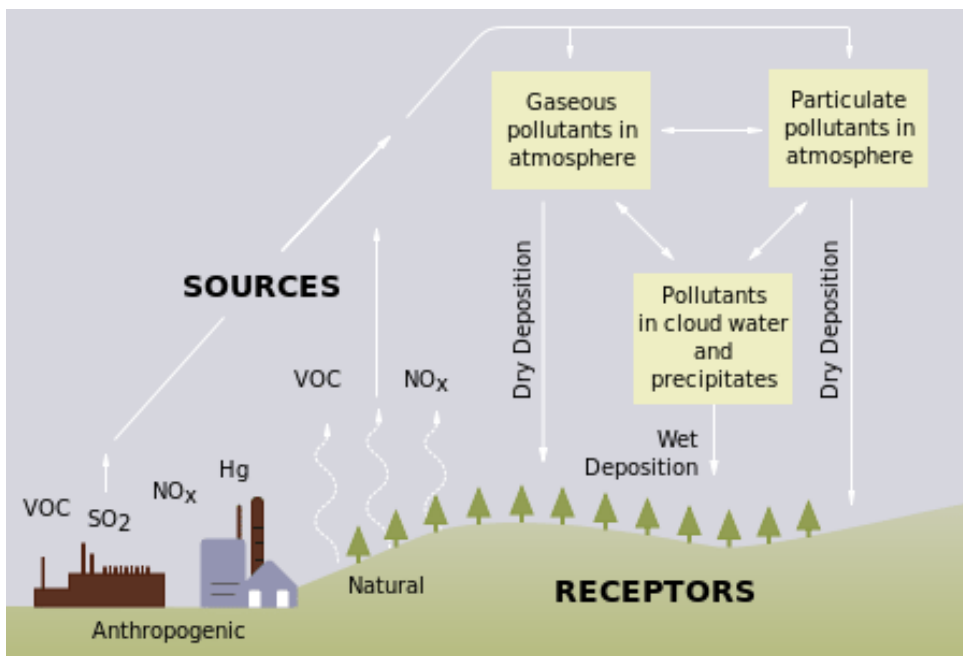 Gaseous
pollutants in
atmosphere
Particulate
pollutants in
atmosphere
SOURCES
Pollutants
in cloud water
and
precipitates
Dry Deposition
Dry Deposition
VOC
NOx
Wet
Deposition
Hg
NOx
VOC
SO2
Natural
RECEPTORS
Anthropogenic